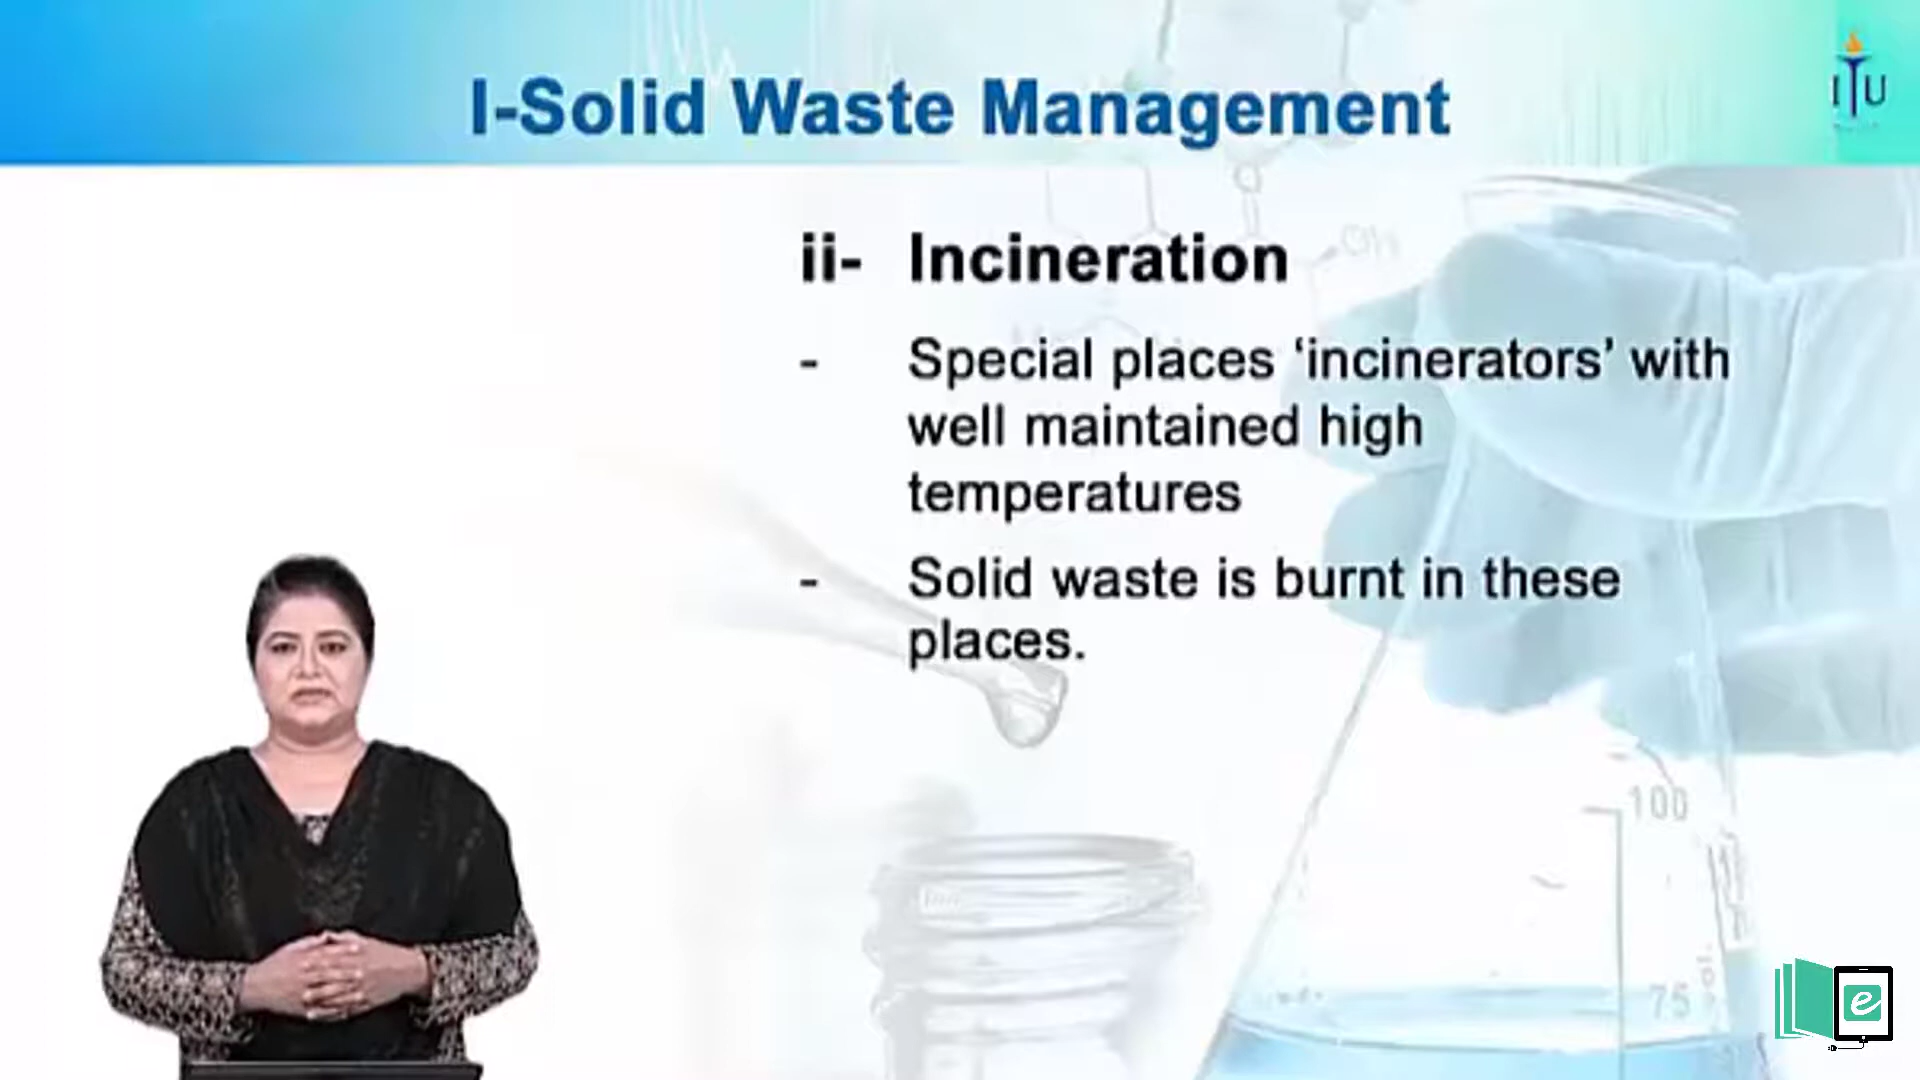 I-Solid Waste Management
ITU
ii- Incineration
- Special places ‘incinerators’ with
well maintained high
temperatures
- Solid waste is burnt in these
places.
100
75
e